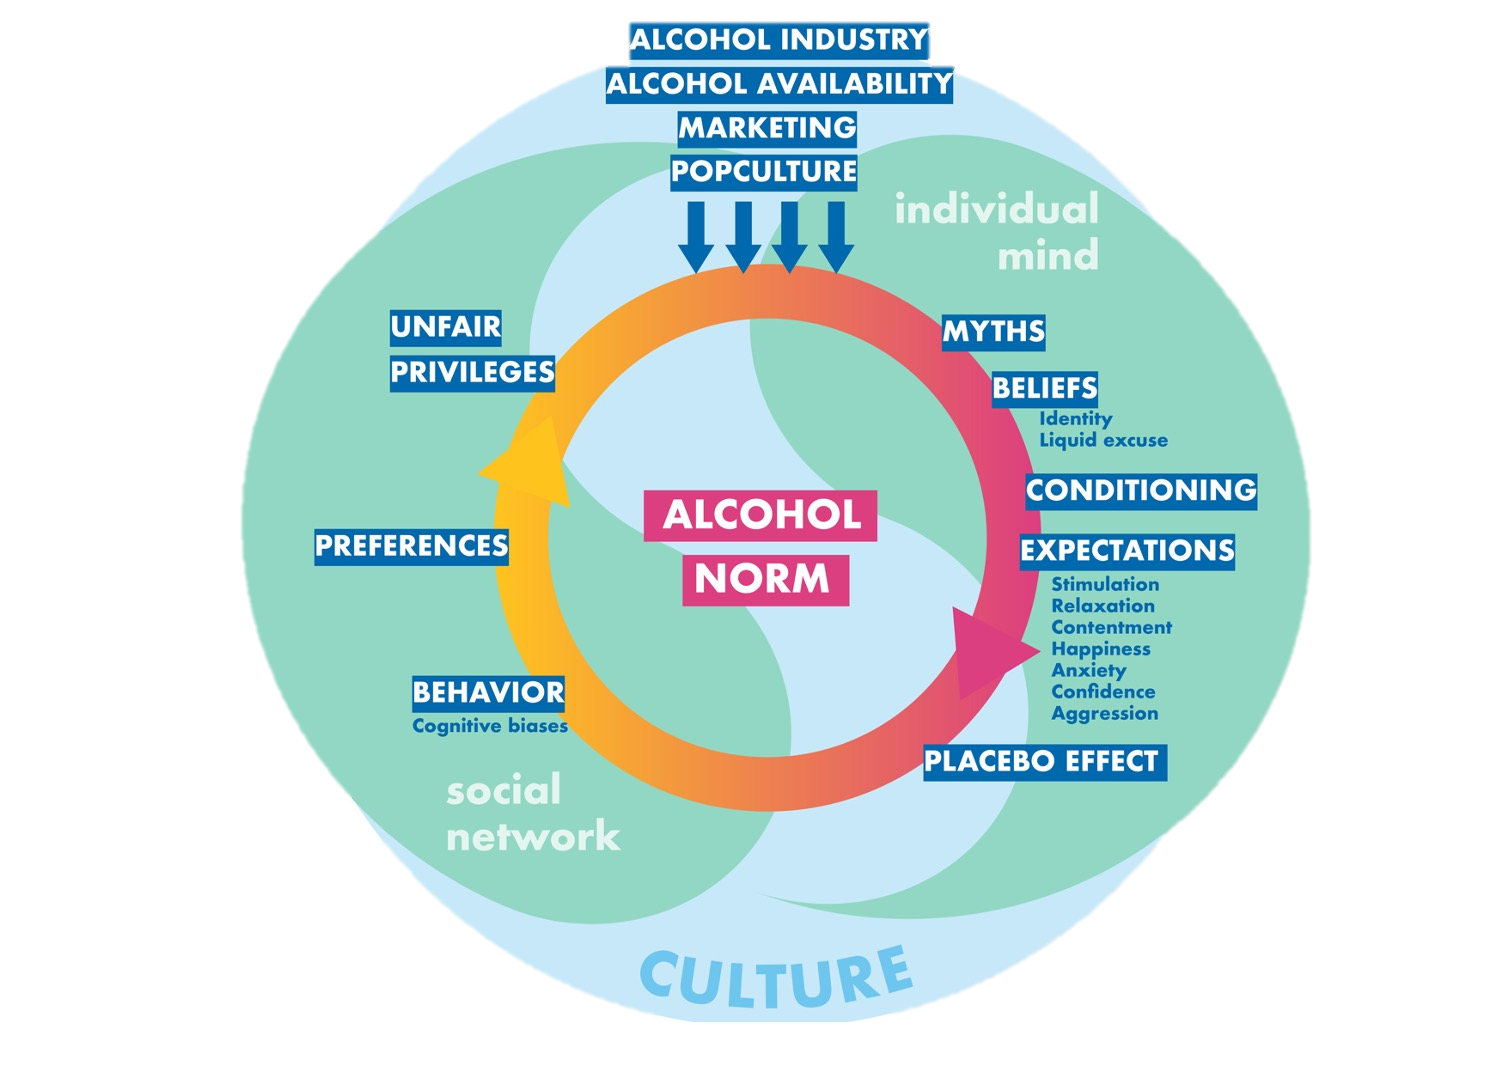 ALCOHOL INDUSTRY
ALCOHOL AVAILABILITY
MARKETING
POPCULTURE
individual
mind
MYTHS
BELIEFS
Identity
Liquid excuse
CONDITIONING
EXPECTATIONS
Stimulation
Relaxation
Contentment
Happiness
Anxiety
Confidence
Aggression
PLACEBO EFFECT
UNFAIR
PRIVILEGES
PREFERENCES
BEHAVIOR
Cognitive biases
social
network
ALCOHOL
NORM
CULTURE